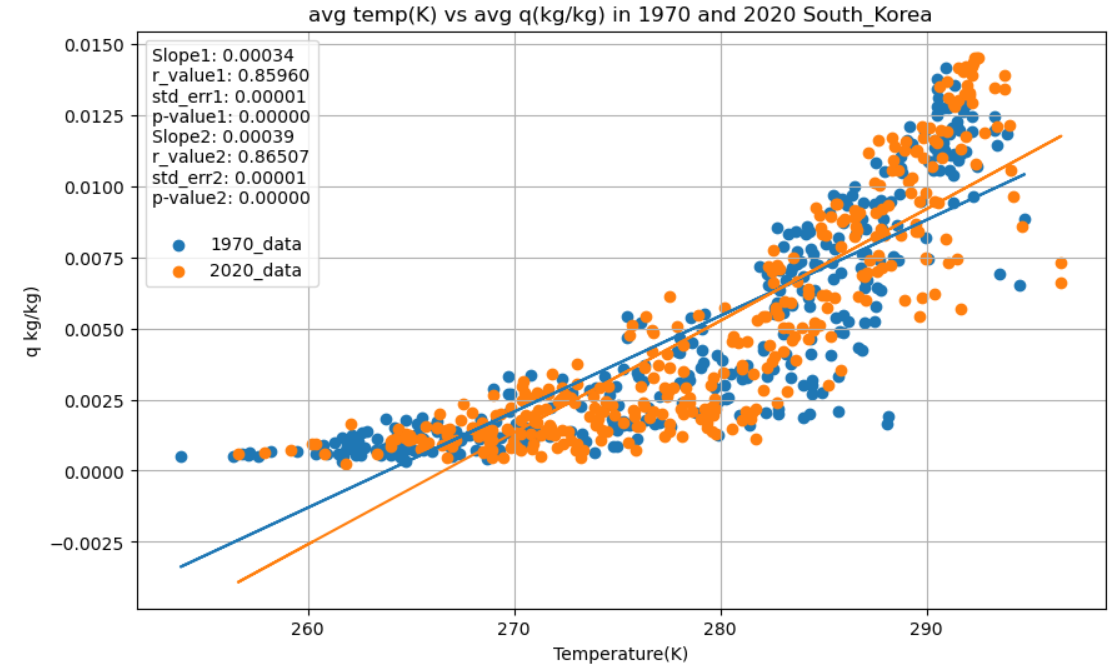 avg temp(K) vs avg q(kg/kg) in 1970 and 2020 South_Korea
0.0150
0.0125
0.0100
0.0075
0.0050
0.0025
0.0000
−0.0025
q kg/kg)
Slope1: 0.00034
r_value1: 0.85960
std_err1: 0.00001
p-value1: 0.00000
Slope2: 0.00039
r_value2: 0.86507
std_err2: 0.00001
p-value2: 0.00000
1970_data
2020_data
260 270 280 290
Temperature(K)